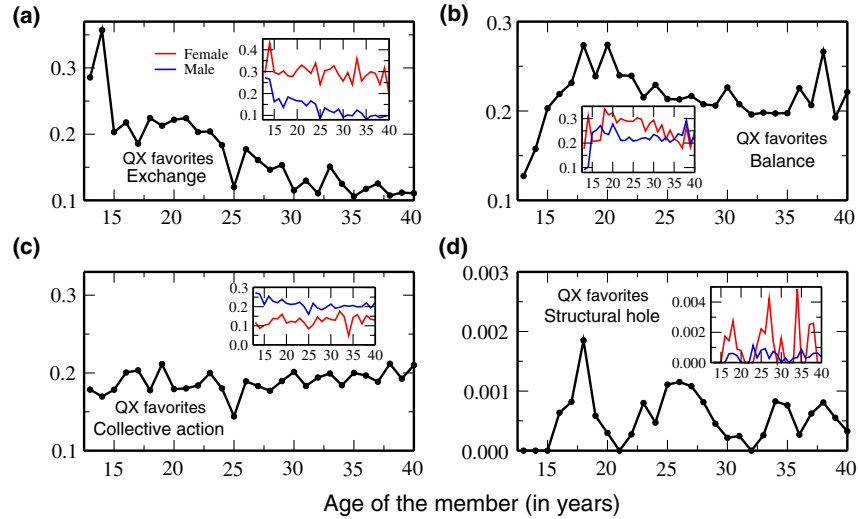 (a)
0.3
0.2
0.1
15 20 25 30 35 40
Female
Male
0.4
0.3
0.2
0.1
15 20 25 30 35 40
QX favorites
Exchange
(b)
0.3
0.2
0.1
15 20 25 30 35 40
0.3
0.2
0.1
15 20 25 30 35 40
QX favorites
Balance
(c)
0.3
0.2
0.1
15 20 25 30 35 40
0.3
0.2
0.1
0.0
15 20 25 30 35 40
QX favorites
Collective action
(d)
0.003
0.002
0.001
0.000
15 20 25 30 35 40
QX favorites
Structural hole
0.004
0.002
0.000
15 20 25 30 35 40
Age of the member (in years)